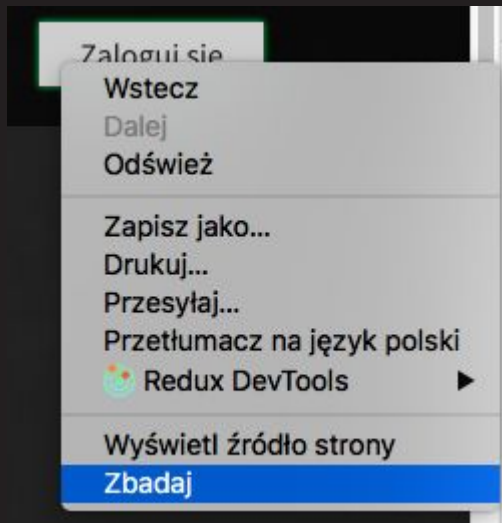 Zaloguj się
Wstecz
Dalej
Odśwież
Zapisz jako...
Drukuj...
Przesyłaj...
Przetłumacz na język polski
Redux DevTools
Wyświetl źródło strony
Zbadaj